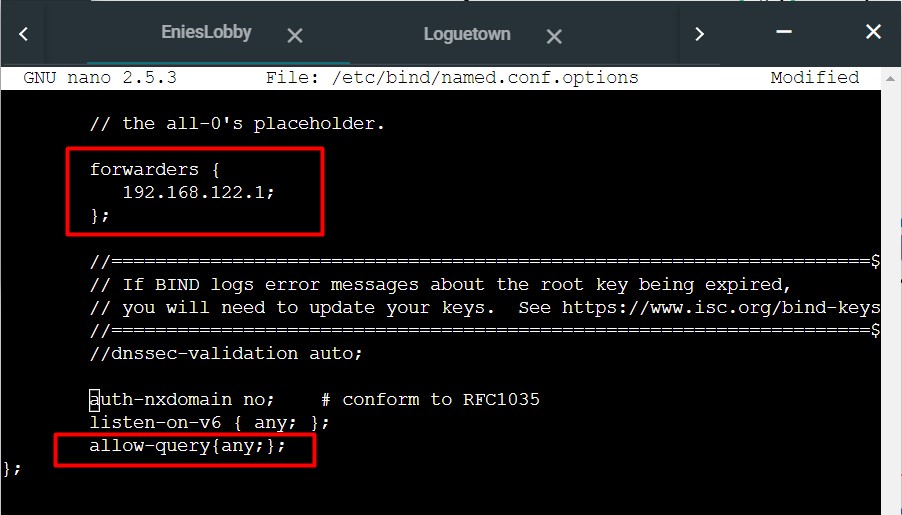 EniesLobby Loguetown
GNU nano 2.5.3 File: /etc/bind/named.conf.options Modified
// the all-0's placeholder.
forwarders {
192.168.122.1;
};
//=====================================================================$
// If BIND logs error messages about the root key being expired,
// you will need to update your keys.  See https://www.isc.org/bind-keys
//=====================================================================$
//dnssec-validation auto;
auth-nxdomain no;    # conform to RFC1035
listen-on-v6 { any; };
allow-query{any;};
};